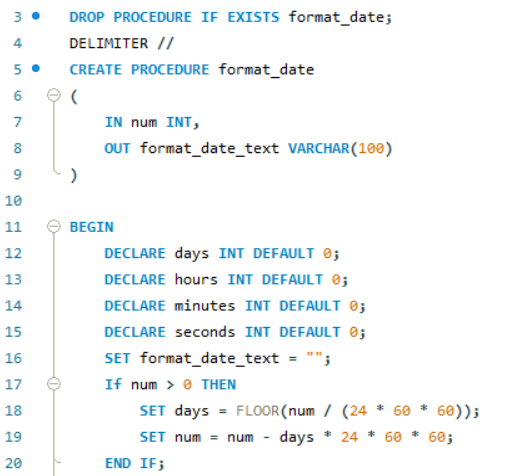 3 DROP PROCEDURE IF EXISTS format_date;
4 DELIMITER //
5 CREATE PROCEDURE format_date
6 (
7 IN num INT,
8 OUT format_date_text VARCHAR(100)
9 )
10
11 BEGIN
12 DECLARE days INT DEFAULT 0;
13 DECLARE hours INT DEFAULT 0;
14 DECLARE minutes INT DEFAULT 0;
15 DECLARE seconds INT DEFAULT 0;
16 SET format_date_text = "";
17 If num > 0 THEN
18 SET days = FLOOR(num / (24 * 60 * 60));
19 SET num = num - days * 24 * 60 * 60;
20 END IF;